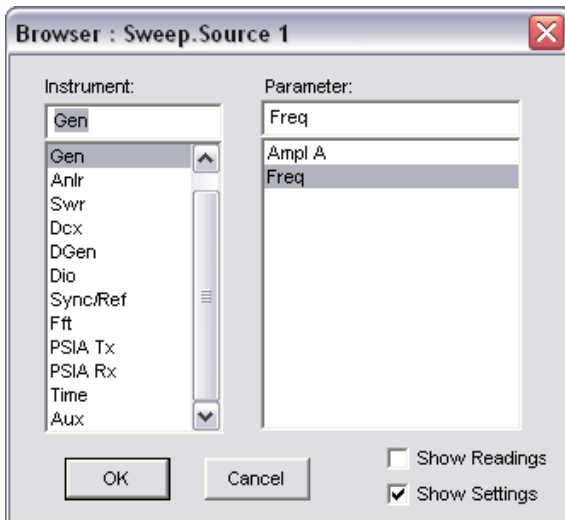 Browser : Sweep.Source 1
Instrument:
Gen
Gen
Anlr
Swr
Dcx
DGen
Dio
Sync/Ref
Fft
PSIA Tx
PSIA Rx
Time
Aux
Parameter:
Freq
Ampl A
Freq
OK
Cancel
Show Readings
Show Settings